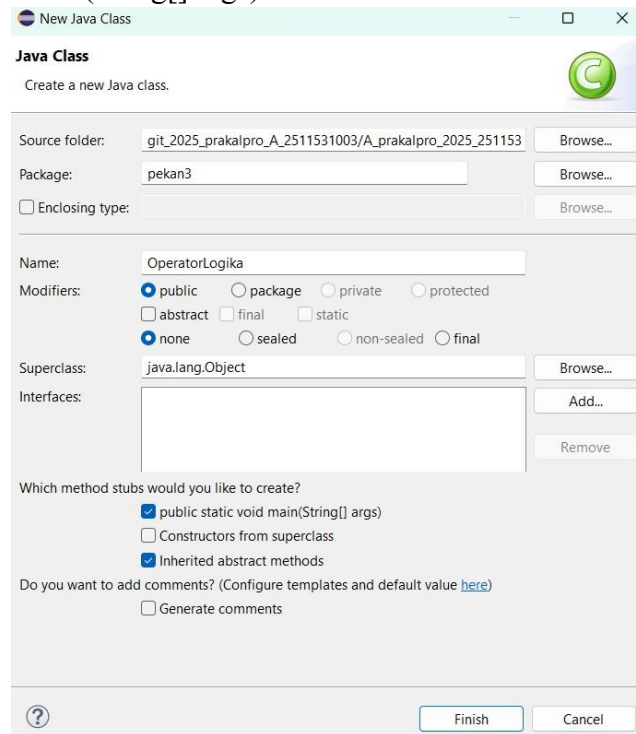 New Java Class
Java Class
Create a new Java class.
Source folder: git_2025_prakalpro_A_2511531003/A_prakalpro_2025_251153 Browse...
Package: pekan3 Browse...
Enclosing type: Browse...
Name: OperatorLogika
Modifiers: public package private protected
abstract final static
none sealed non-sealed final
Superclass: java.lang.Object Browse...
Interfaces: Add...
Remove
Which method stubs would you like to create?
public static void main(String[] args)
Constructors from superclass
Inherited abstract methods
Do you want to add comments? (Configure templates and default value here)
Generate comments
Finish Cancel